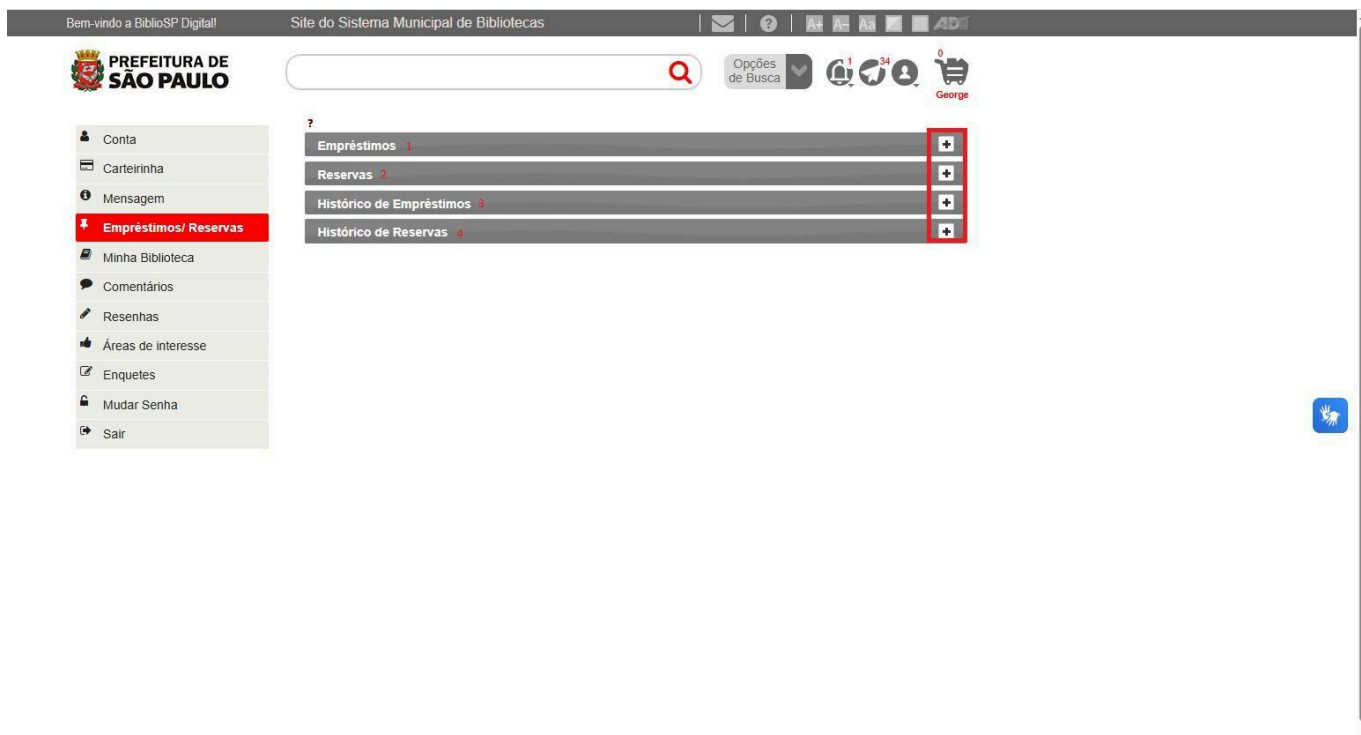 Bem-vindo a BiblioSP Digital!
Site do Sistema Municipal de Bibliotecas
A+ A- Aa
PREFEITURA DE
SÃO PAULO
Opções
de Busca
1
34
0
George
?
Conta
Carteirinha
Mensagem
Empréstimos/ Reservas
Minha Biblioteca
Comentários
Resenhas
Áreas de interesse
Enquetes
Mudar Senha
Sair
Empréstimos 1
Reservas 2
Histórico de Empréstimos 3
Histórico de Reservas 4